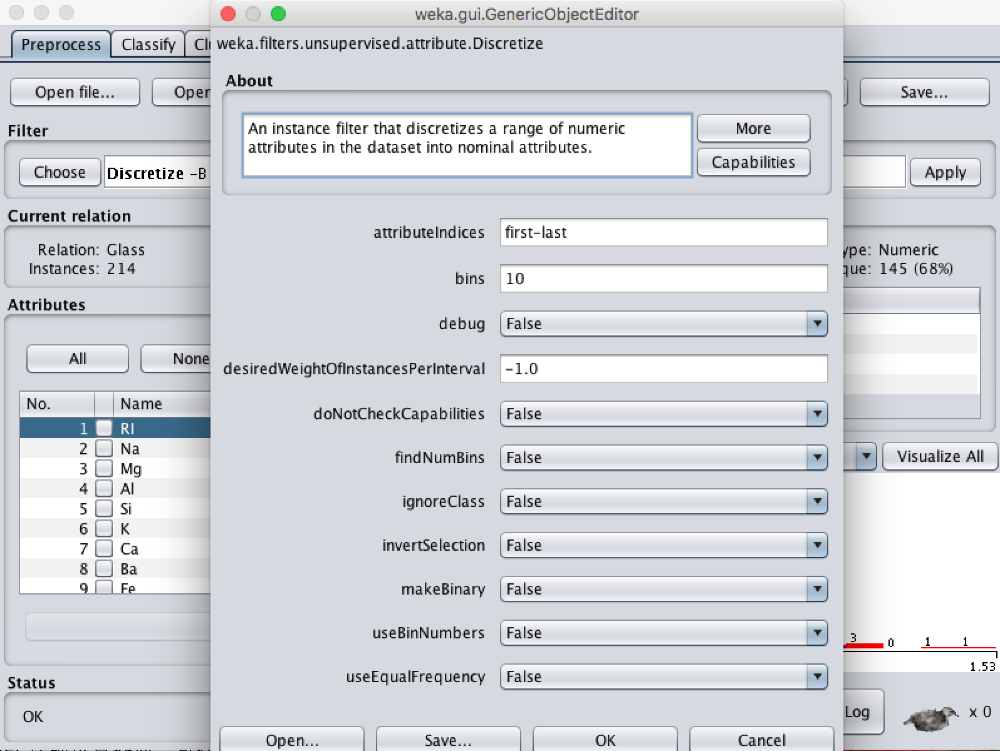 weka.gui.GenericObjectEditor
Preprocess
Classify
weka.filters.unsupervised.attribute.Discretize
About
Open file...
Save...
An instance filter that discretizes a range of numeric
attributes in the dataset into nominal attributes.
More
Capabilities
Filter
Choose
Discretize -B
Apply
Current relation
Relation: Glass
Instances: 214
Numeric
145 (68%)
attributeIndices
first-last
bins
10
Attributes
All
None
debug
False
desiredWeightOfInstancesPerInterval
-1.0
No.
Name
doNotCheckCapabilities
False
1 RI
2 Na
3 Mg
4 Al
5 Si
6 K
7 Ca
8 Ba
9 Fe
findNumBins
False
Visualize All
ignoreClass
False
invertSelection
False
makeBinary
False
useBinNumbers
False
3 0 1 1
1.53
useEqualFrequency
False
Status
OK
Log
x 0
Open...
Save...
OK
Cancel